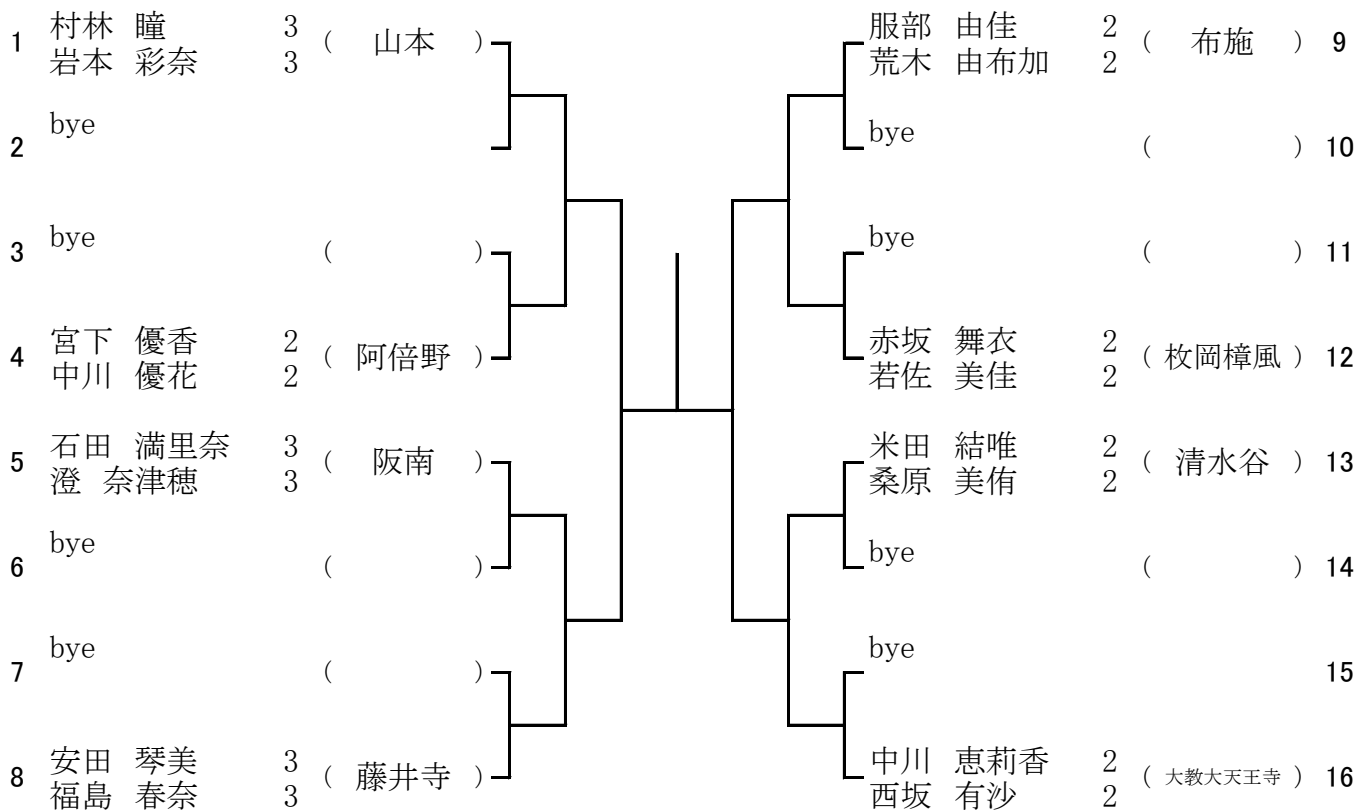 1 村林 瞳 3 ( 山本 )
岩本 彩奈 3
2 bye
3 bye ( )
4 宮下 優香 2 ( 阿倍野 )
中川 優花 2
5 石田 満里奈 3 ( 阪南 )
澄 奈津穂 3
6 bye ( )
7 bye ( )
8 安田 琴美 3 ( 藤井寺 )
福島 春奈 3
服部 由佳 2 ( 布施 ) 9
荒木 由布加 2
bye ( ) 10
bye ( ) 11
赤坂 舞衣 2 ( 枚岡樟風 ) 12
若佐 美佳 2
米田 結唯 2 ( 清水谷 ) 13
桑原 美侑 2
bye ( ) 14
bye 15
中川 恵莉香 2 ( 大教大天王寺 ) 16
西坂 有沙 2